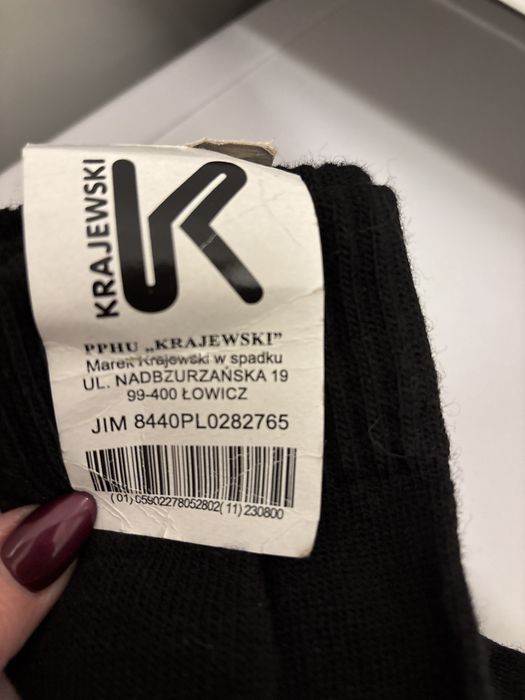 KRAJEWSKI
PPHU „KRAJEWSKI”
Marek Krajewski w spadku
UL. NADBZURZAŃSKA 19
99-400 ŁOWICZ
JIM 8440PL0282765
(01) 05902278052802(11)230800